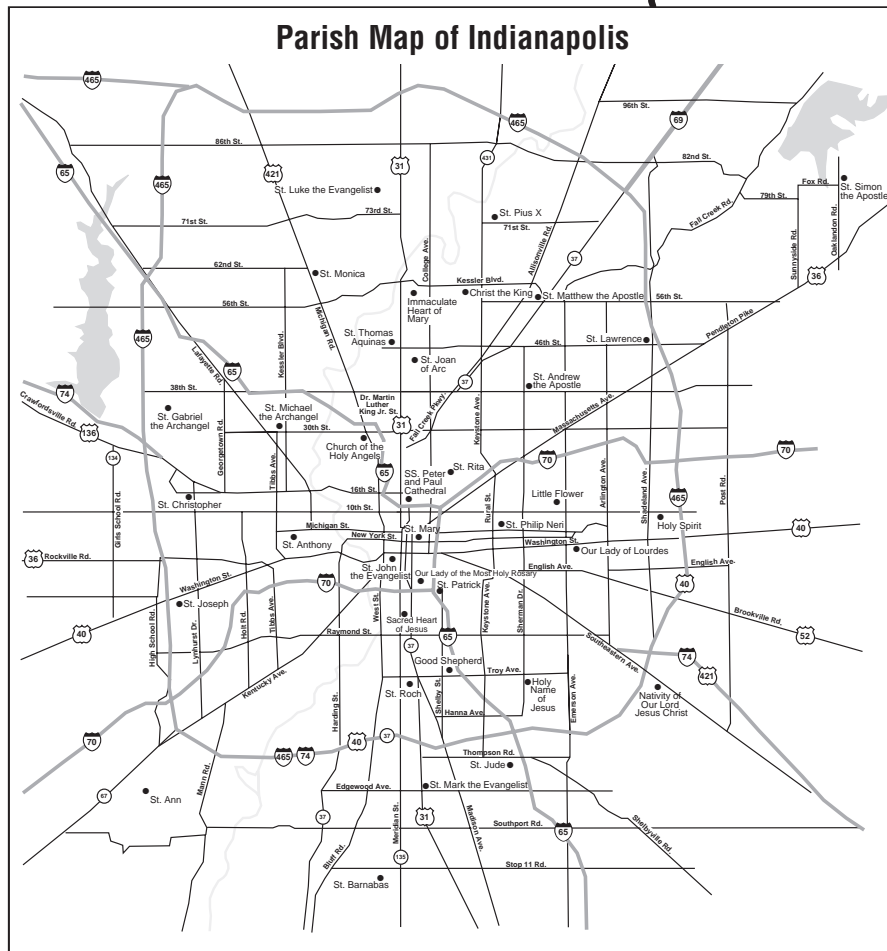 Parish Map of Indianapolis
465
465
69
96th St.
86th St.
431
82nd St.
65
465
421
31
Fox Rd.
St. Simon
the Apostle
79th St.
St. Luke the Evangelist
73rd St.
St. Pius X
Fall Creek Rd.
71st St.
71st St.
College Ave.
Allisonville Rd.
Sunnyside Rd.
Oaklandon Rd.
37
36
62nd St.
St. Monica
Kessler Blvd.
Christ the King
St. Matthew the Apostle
56th St.
56th St.
Immaculate
Heart of
Mary
Michigan Rd.
Kessler Blvd.
465
Lafayette Rd.
St. Thomas
Aquinas
46th St.
St. Lawrence
Pendleton Pike
65
St. Joan
of Arc
37
74
38th St.
St. Andrew
the Apostle
Crawfordsville Rd.
Dr. Martin
Luther
King Jr. St.
St. Gabriel
the Archangel
St. Michael
the Archangel
30th St.
31
Fall Creek Pkwy.
Keystone Ave.
Massachusetts Ave.
136
Georgetown Rd.
Tibbs Ave.
Church of the
Holy Angels
134
70
70
65
St. Rita
SS. Peter
and Paul
Cathedral
16th St.
St. Christopher
Girls School Rd.
Rural St.
Little Flower
Arlington Ave.
Shadeland Ave.
465
Post Rd.
10th St.
Michigan St.
St. Mary
St. Philip Neri
Holy Spirit
40
New York St.
Washington St.
St. Anthony
36
Rockville Rd.
Our Lady of Lourdes
St. John
the Evangelist
English Ave.
English Ave.
Washington St.
70
Our Lady of the Most Holy Rosary
St. Patrick
40
St. Joseph
High School Rd.
Lynhurst Dr.
Holt Rd.
Tibbs Ave.
West St.
Sacred Heart
of Jesus
Keystone Ave.
Sherman Dr.
Brookville Rd.
40
Raymond St.
65
52
37
Southeastern Ave.
74
421
Good Shepherd
Troy Ave.
Kentucky Ave.
St. Roch
Shelby St.
Holy
Name
of
Jesus
Emerson Ave.
Nativity of
Our Lord
Jesus Christ
Harding St.
Hanna Ave.
70
40
37
465
74
Thompson Rd.
St. Jude
Mann Rd.
67
St. Ann
Edgewood Ave.
St. Mark the Evangelist
37
Meridian St.
31
Madison Ave.
Southport Rd.
65
Shelbyville Rd.
Bluff Rd.
135
Stop 11 Rd.
St. Barnabas